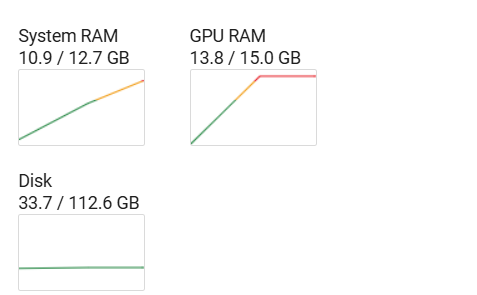 System RAM
10.9 / 12.7 GB
GPU RAM
13.8 / 15.0 GB
Disk
33.7 / 112.6 GB